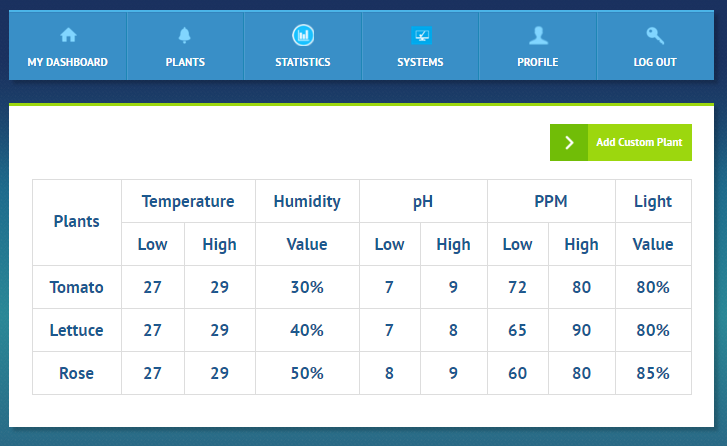 MY DASHBOARD PLANTS STATISTICS SYSTEMS PROFILE LOG OUT
Add Custom Plant
Plants Temperature Humidity pH PPM Light
Low High Value Low High Low High Value
Tomato 27 29 30% 7 9 72 80 80%
Lettuce 27 29 40% 7 8 65 90 80%
Rose 27 29 50% 8 9 60 80 85%